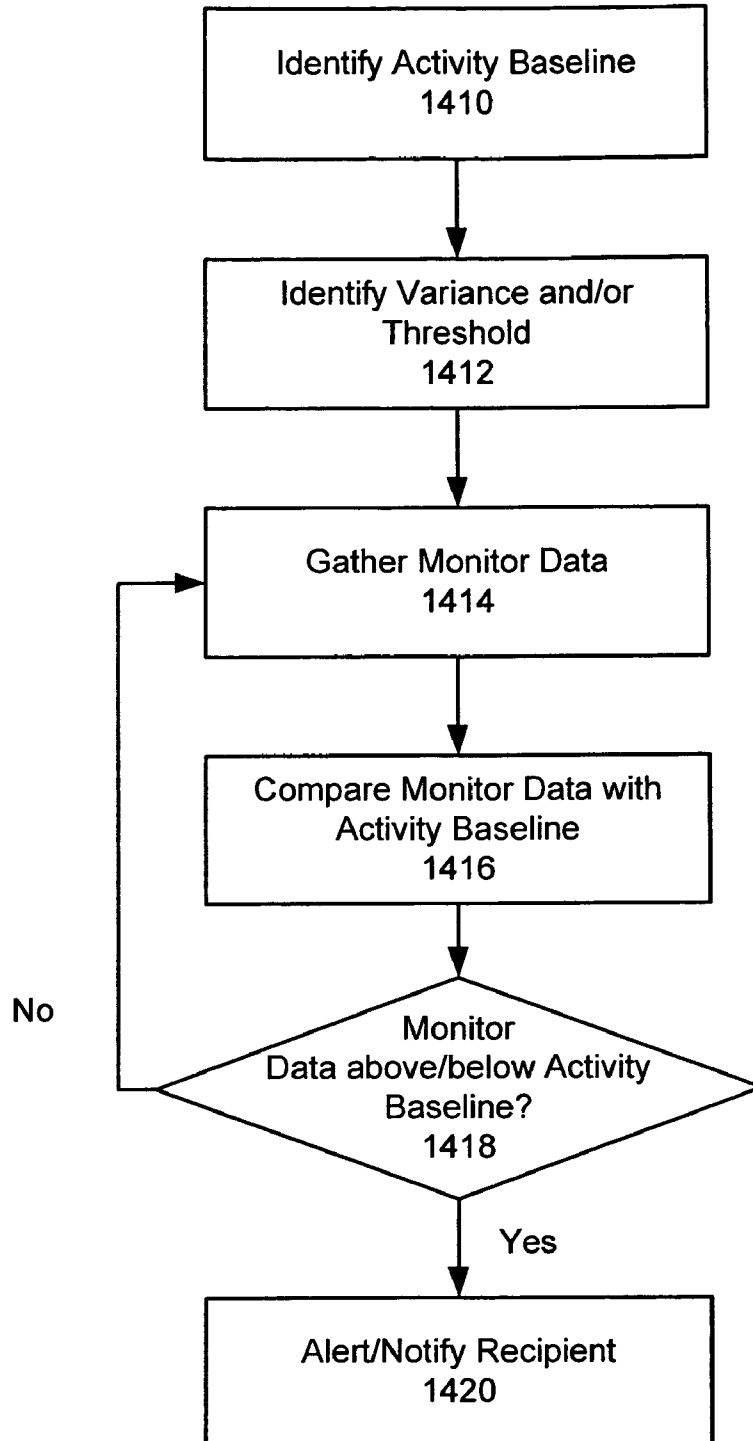 Identify Activity Baseline
1410
Identify Variance and/or
Threshold
1412
Gather Monitor Data
1414
Compare Monitor Data with
Activity Baseline
1416
No
Monitor
Data above/below Activity
Baseline?
1418
Yes
Alert/Notify Recipient
1420